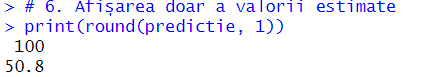 > # 6. Afișarea doar a valorii estimate
> print(round(predictie, 1))
100
50.8